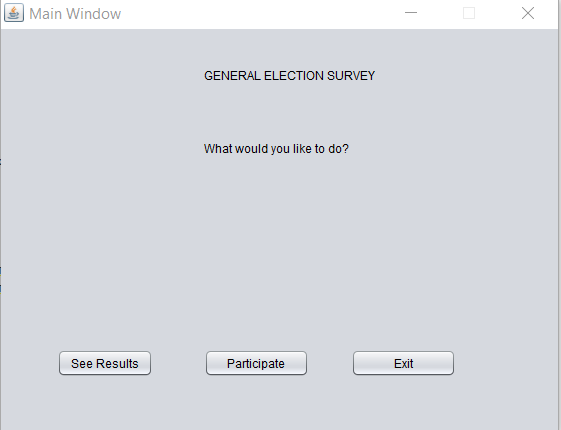 Main Window
GENERAL ELECTION SURVEY
What would you like to do?
See Results Participate Exit